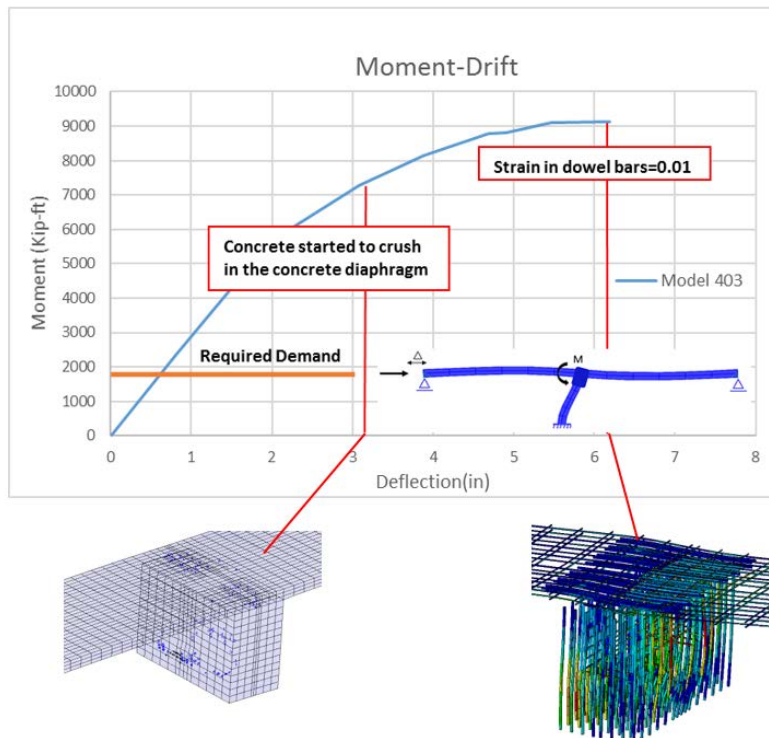 Moment-Drift
Moment (Kip-ft)
10000
9000
8000
7000
6000
5000
4000
3000
2000
1000
0
Strain in dowel bars=0.01
Concrete started to crush
in the concrete diaphragm
Model 403
Required Demand
Δ
M
0 1 2 3 4 5 6 7 8
Deflection(in)